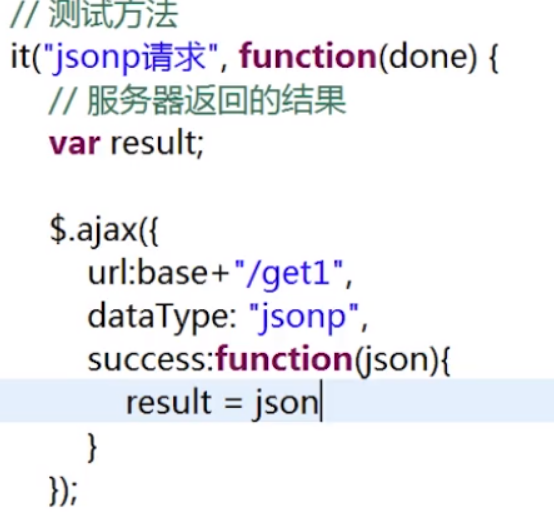 // 测试方法
it("jsonp请求", function(done) {
// 服务器返回的结果
var result;
$.ajax({
url:base+"/get1",
dataType: "jsonp",
success:function(json){
result = json
}
});